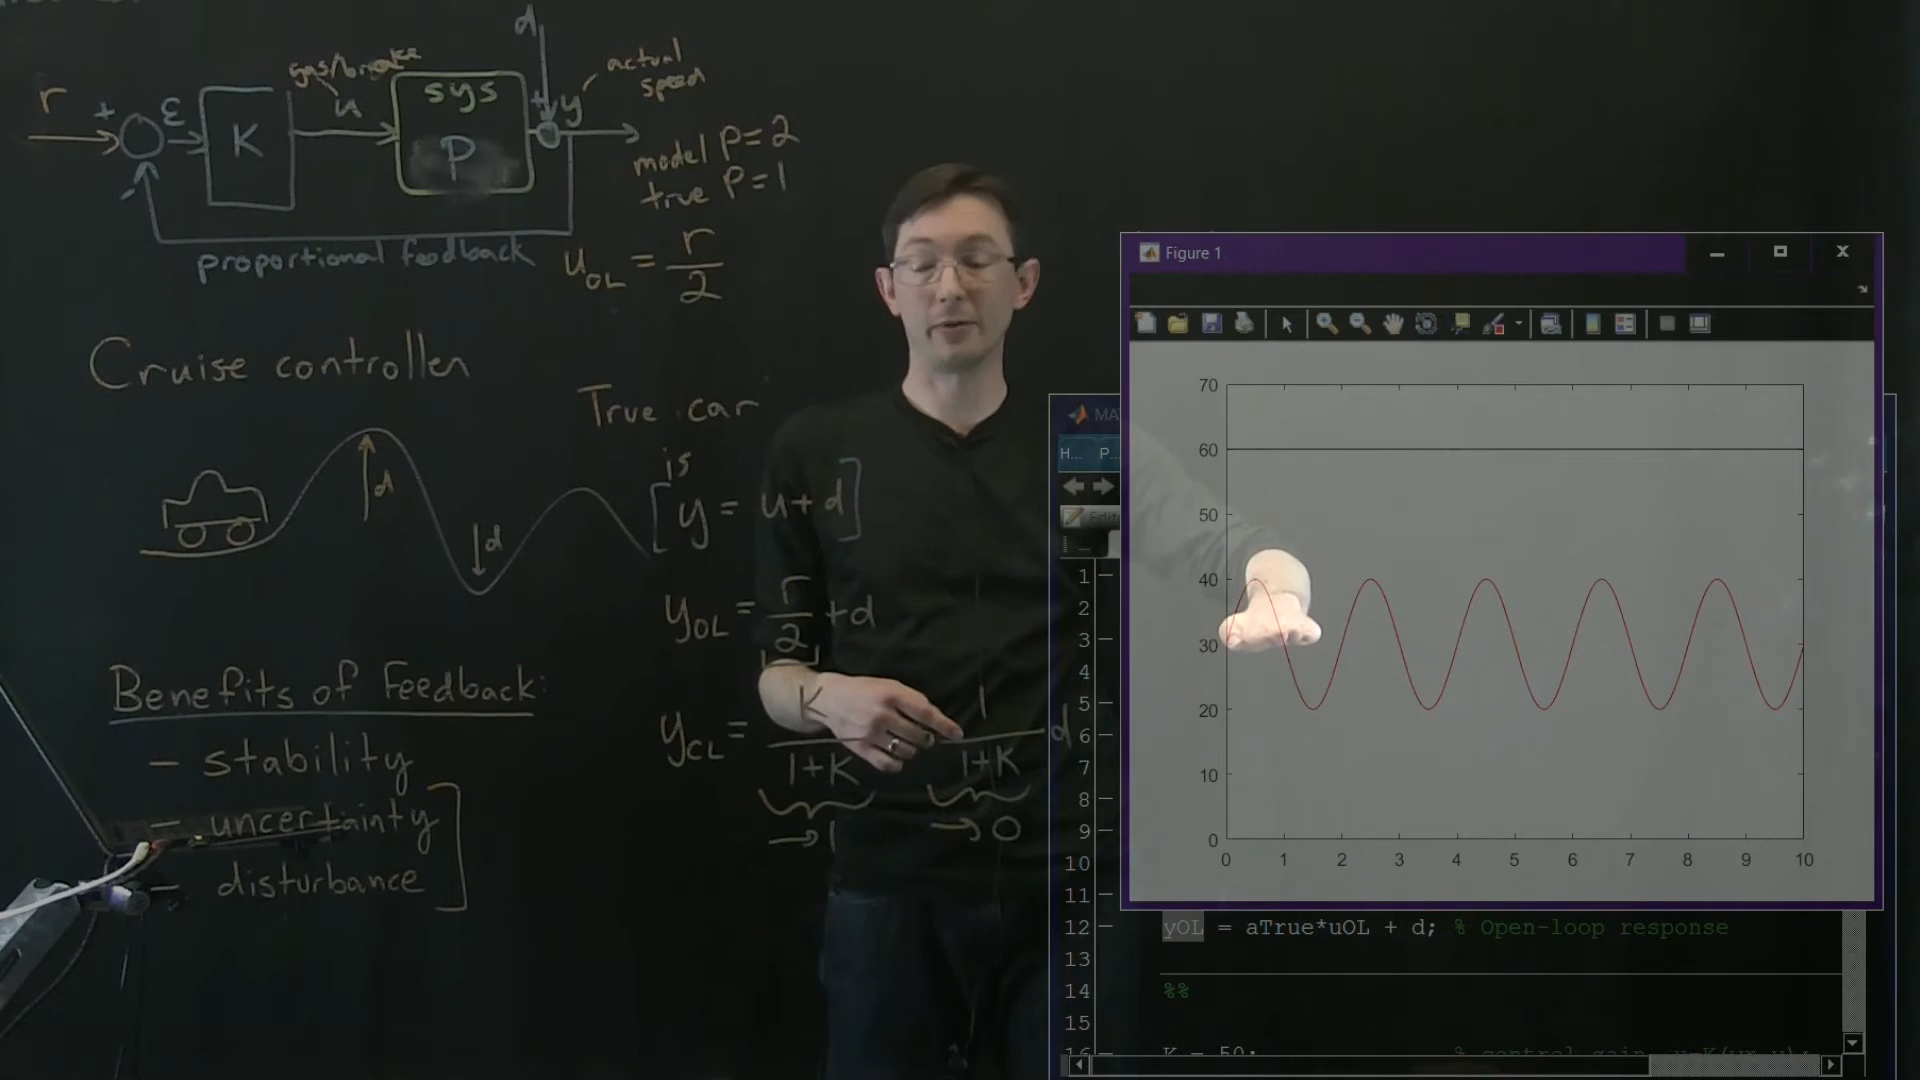 d
gas/brake
actual
speed
r
+
ε
K
u
sys
P
+
y
-
model P=2
true P=1
proportional feedback
u_OL = r/2
Cruise controller
d
d
True car
is
[y = u+d]
y_OL = r/2 + d
y_CL = K/(1+K) 1/(1+K) d
→1
→0
Benefits of Feedback:
- stability
- uncertainty
- disturbance
Figure 1
70
60
50
40
30
20
10
0
0 1 2 3 4 5 6 7 8 9 10
H... P...
1
2
3
4
5
6
7
8
9
10
11
12 yOL = aTrue*uOL + d; % Open-loop response
13
14 %%
15